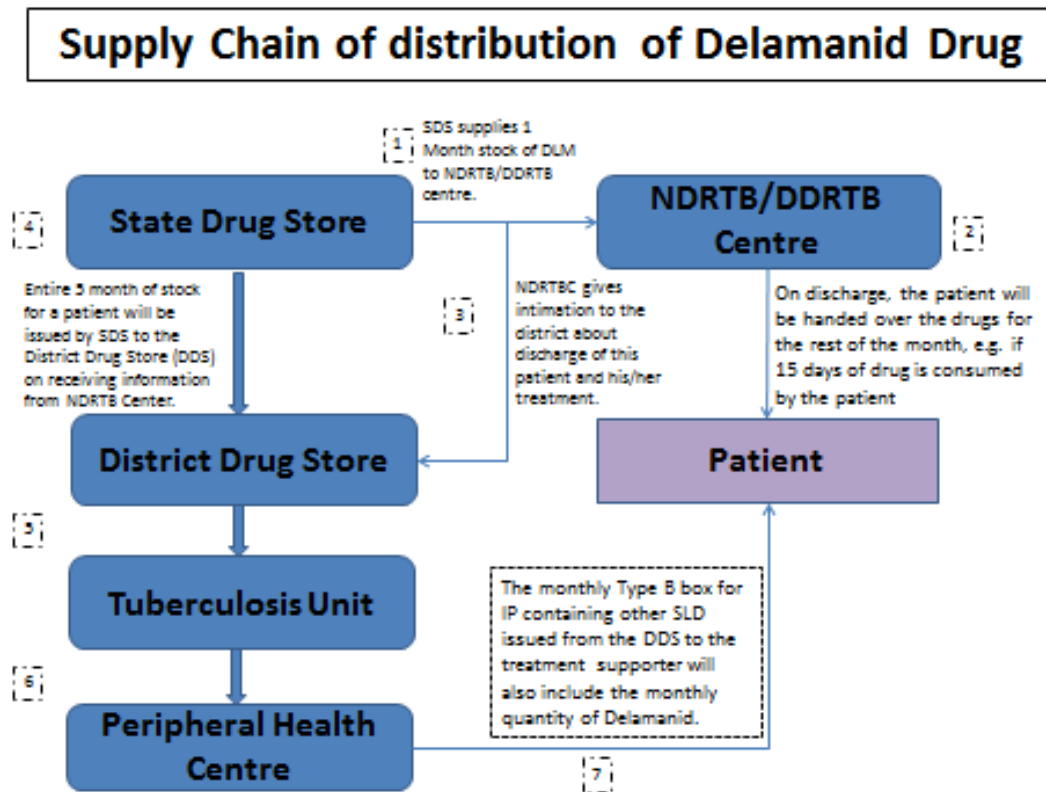 Supply Chain of distribution of Delamanid Drug
1
SDS supplies 1
Month stock of DLM
to NDRTB/DDRTB
centre.
State Drug Store
NDRTB/DDRTB
Centre
4
2
Entire 5 month of stock
for a patient will be
issued by SDS to the
District Drug Store (DDS)
on receiving information
from NDRTB Center.
3
NDRTBC gives
intimation to the
district about
discharge of this
patient and his/her
treatment.
On discharge, the patient will
be handed over the drugs for
the rest of the month, e.g. if
15 days of drug is consumed
by the patient
District Drug Store
Patient
5
Tuberculosis Unit
The monthly Type B box for
IP containing other SLD
issued from the DDS to the
treatment supporter will
also include the monthly
quantity of Delamanid.
6
Peripheral Health
Centre
7